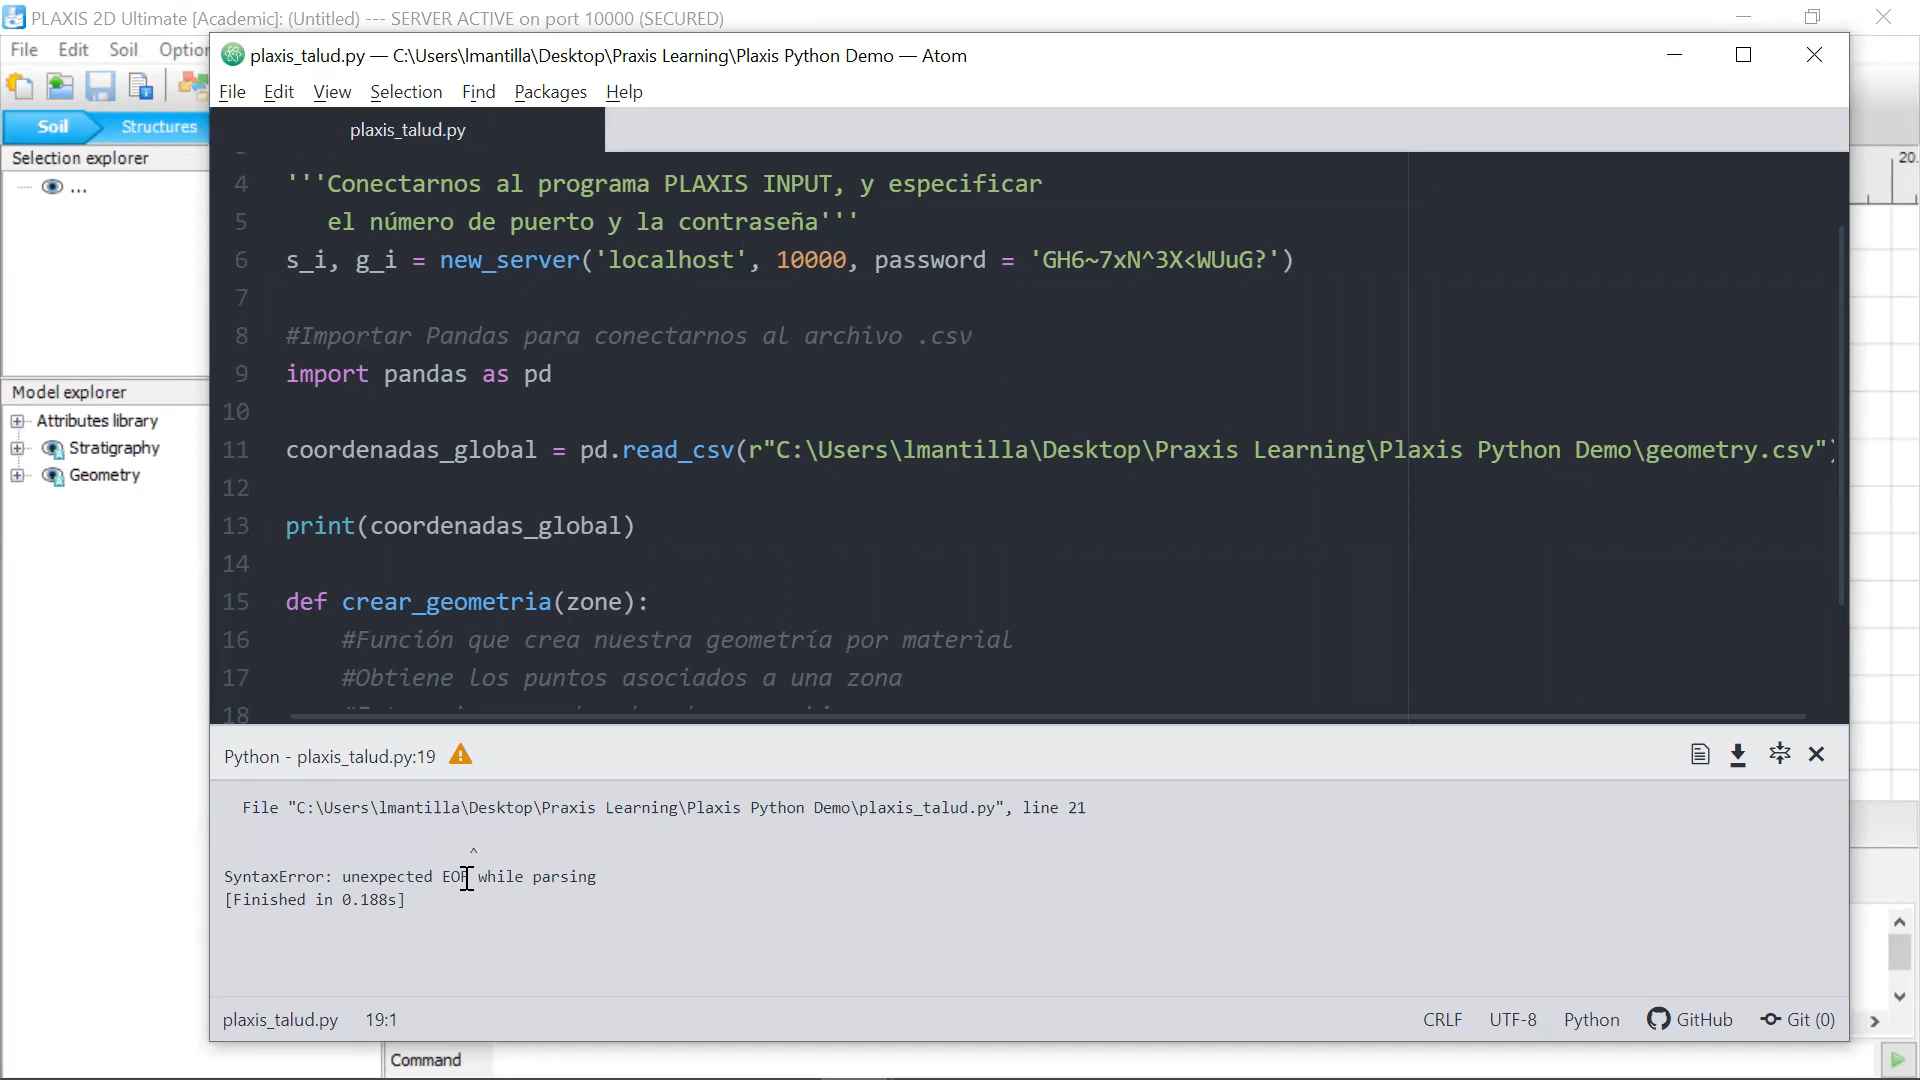 PLAXIS 2D Ultimate [Academic]: (Untitled) --- SERVER ACTIVE on port 10000 (SECURED)
File Edit Soil Option
plaxis_talud.py — C:\Users\lmantilla\Desktop\Praxis Learning\Plaxis Python Demo — Atom
File Edit View Selection Find Packages Help
Soil Structures
plaxis_talud.py
Selection explorer
...
20.
4 '''Conectarnos al programa PLAXIS INPUT, y especificar
5 el número de puerto y la contraseña'''
6 s_i, g_i = new_server('localhost', 10000, password = 'GH6~7xN^3X<WUuG?')
7
8 #Importar Pandas para conectarnos al archivo .csv
9 import pandas as pd
10
11 coordenadas_global = pd.read_csv(r"C:\Users\lmantilla\Desktop\Praxis Learning\Plaxis Python Demo\geometry.csv")
12
13 print(coordenadas_global)
14
15 def crear_geometria(zone):
16 #Función que crea nuestra geometría por material
17 #Obtiene los puntos asociados a una zona
18
Model explorer
Attributes library
Stratigraphy
Geometry
Python - plaxis_talud.py:19
File "C:\Users\lmantilla\Desktop\Praxis Learning\Plaxis Python Demo\plaxis_talud.py", line 21
^
SyntaxError: unexpected EOF while parsing
[Finished in 0.188s]
plaxis_talud.py 19:1
CRLF UTF-8 Python GitHub Git (0)
Command